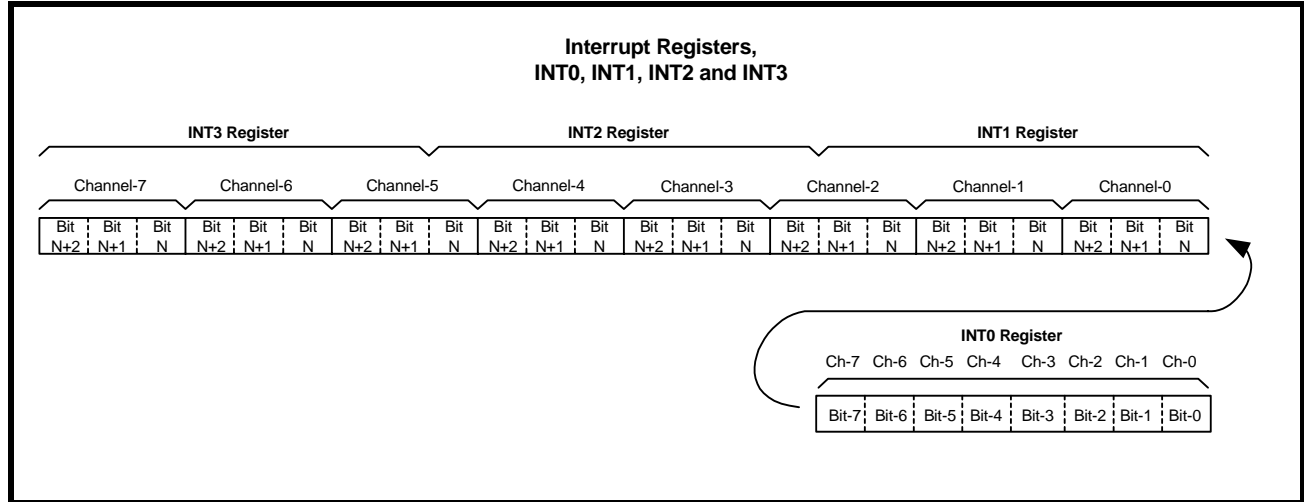 Interrupt Registers,
INT0, INT1, INT2 and INT3
INT3 Register INT2 Register INT1 Register
Channel-7 Channel-6 Channel-5 Channel-4 Channel-3 Channel-2 Channel-1 Channel-0
Bit Bit Bit Bit Bit Bit Bit Bit Bit Bit Bit Bit Bit Bit Bit Bit Bit Bit Bit Bit Bit Bit Bit Bit
N+2 N+1 N N+2 N+1 N N+2 N+1 N N+2 N+1 N N+2 N+1 N N+2 N+1 N N+2 N+1 N N+2 N+1 N
INT0 Register
Ch-7 Ch-6 Ch-5 Ch-4 Ch-3 Ch-2 Ch-1 Ch-0
Bit-7 Bit-6 Bit-5 Bit-4 Bit-3 Bit-2 Bit-1 Bit-0